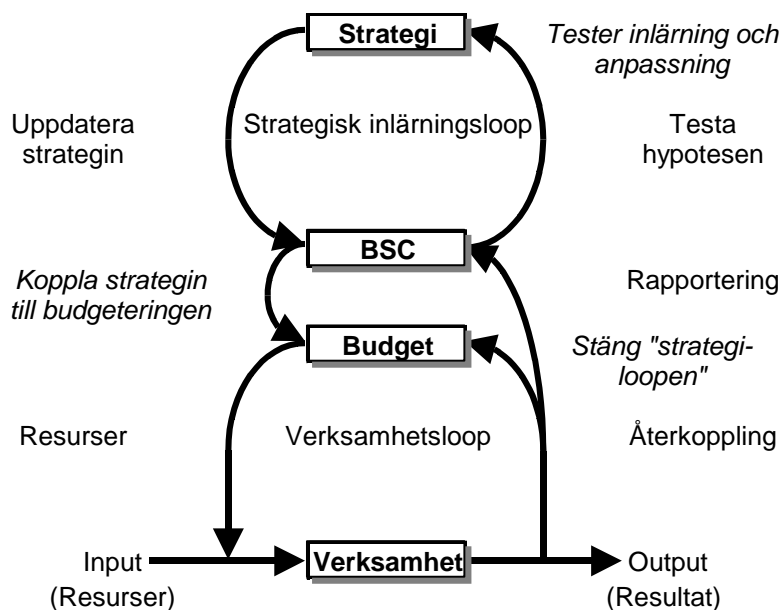 Strategi
Tester inlärning och
anpassning
Uppdatera
strategin
Strategisk inlärningsloop
Testa
hypotesen
BSC
Koppla strategin
till budgeteringen
Rapportering
Budget
Stäng "strategi-
loopen"
Resurser
Verksamhetsloop
Återkoppling
Input
(Resurser)
Verksamhet
Output
(Resultat)